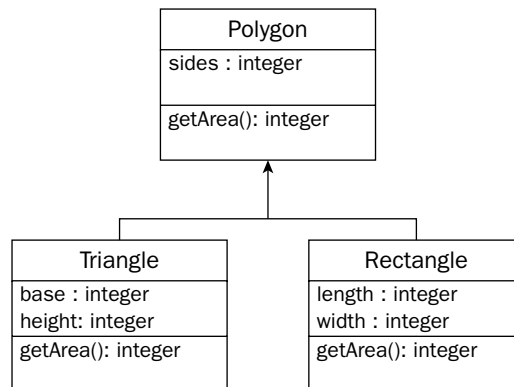 Polygon
sides : integer
getArea(): integer
Triangle
base : integer
height: integer
getArea(): integer
Rectangle
length : integer
width : integer
getArea(): integer